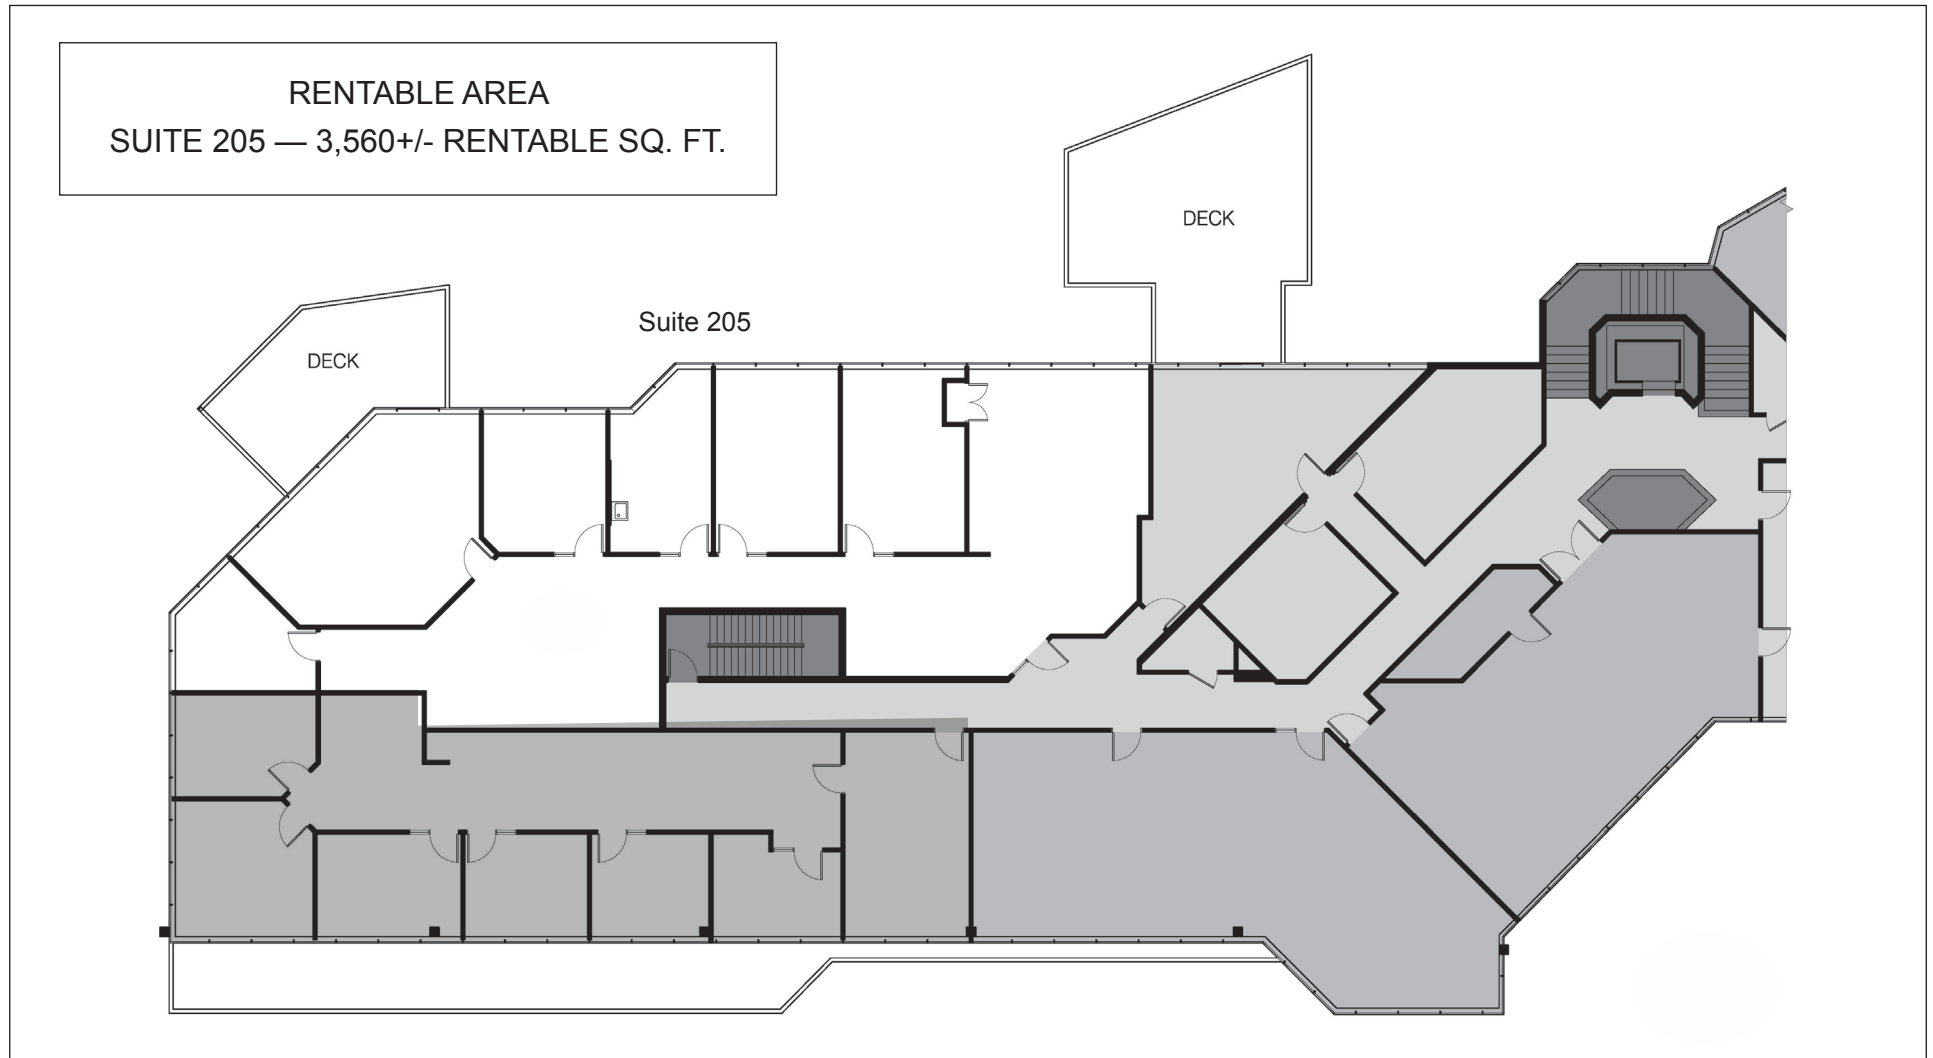 RENTABLE AREA
SUITE 205 — 3,560+/- RENTABLE SQ. FT.
DECK
Suite 205
DECK